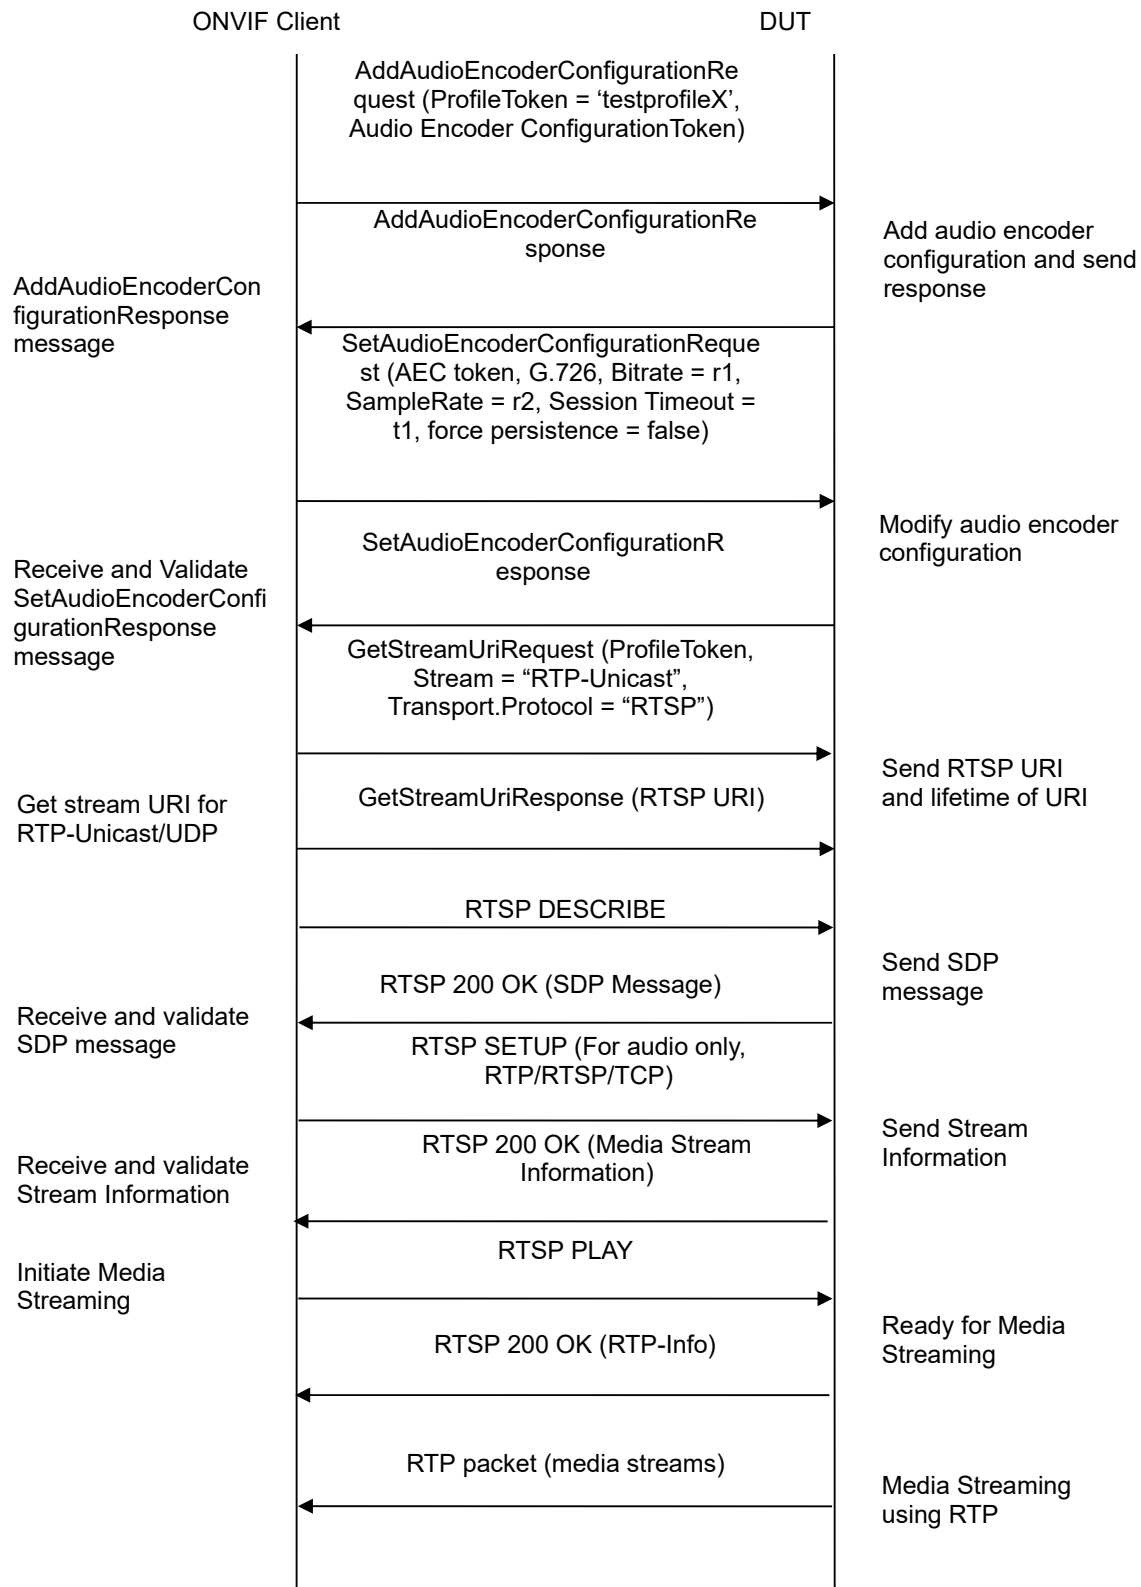 ONVIF Client
DUT
AddAudioEncoderConfigurationRe
quest (ProfileToken = ‘testprofileX’,
Audio Encoder ConfigurationToken)
AddAudioEncoderConfigurationRe
sponse
Add audio encoder
configuration and send
response
AddAudioEncoderCon
figurationResponse
message
SetAudioEncoderConfigurationReque
st (AEC token, G.726, Bitrate = r1,
SampleRate = r2, Session Timeout =
t1, force persistence = false)
Modify audio encoder
configuration
SetAudioEncoderConfigurationR
esponse
Receive and Validate
SetAudioEncoderConfi
gurationResponse
message
GetStreamUriRequest (ProfileToken,
Stream = “RTP-Unicast”,
Transport.Protocol = “RTSP”)
Send RTSP URI
and lifetime of URI
GetStreamUriResponse (RTSP URI)
Get stream URI for
RTP-Unicast/UDP
RTSP DESCRIBE
Send SDP
message
RTSP 200 OK (SDP Message)
Receive and validate
SDP message
RTSP SETUP (For audio only,
RTP/RTSP/TCP)
Send Stream
Information
RTSP 200 OK (Media Stream
Information)
Receive and validate
Stream Information
RTSP PLAY
Initiate Media
Streaming
Ready for Media
Streaming
RTSP 200 OK (RTP-Info)
RTP packet (media streams)
Media Streaming
using RTP